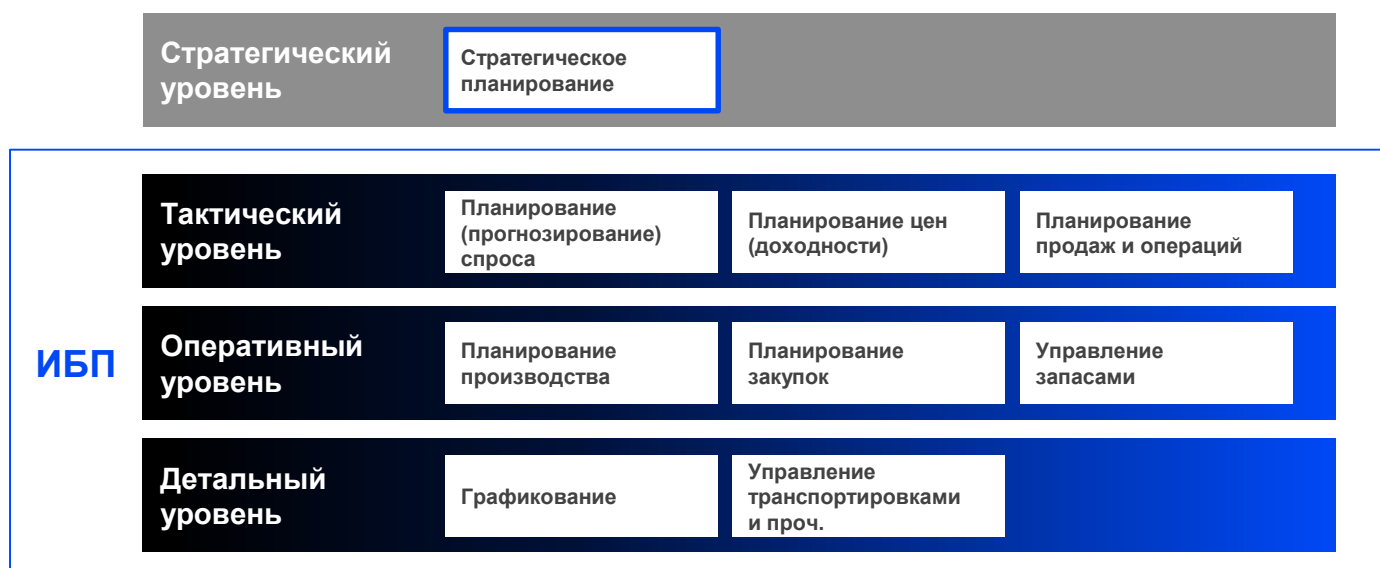 Стратегический
уровень
Стратегическое
планирование
Тактический
уровень
Планирование
(прогнозирование)
спроса
Планирование цен
(доходности)
Планирование
продаж и операций
ИБП
Оперативный
уровень
Планирование
производства
Планирование
закупок
Управление
запасами
Детальный
уровень
Графикование
Управление
транспортировками
и проч.